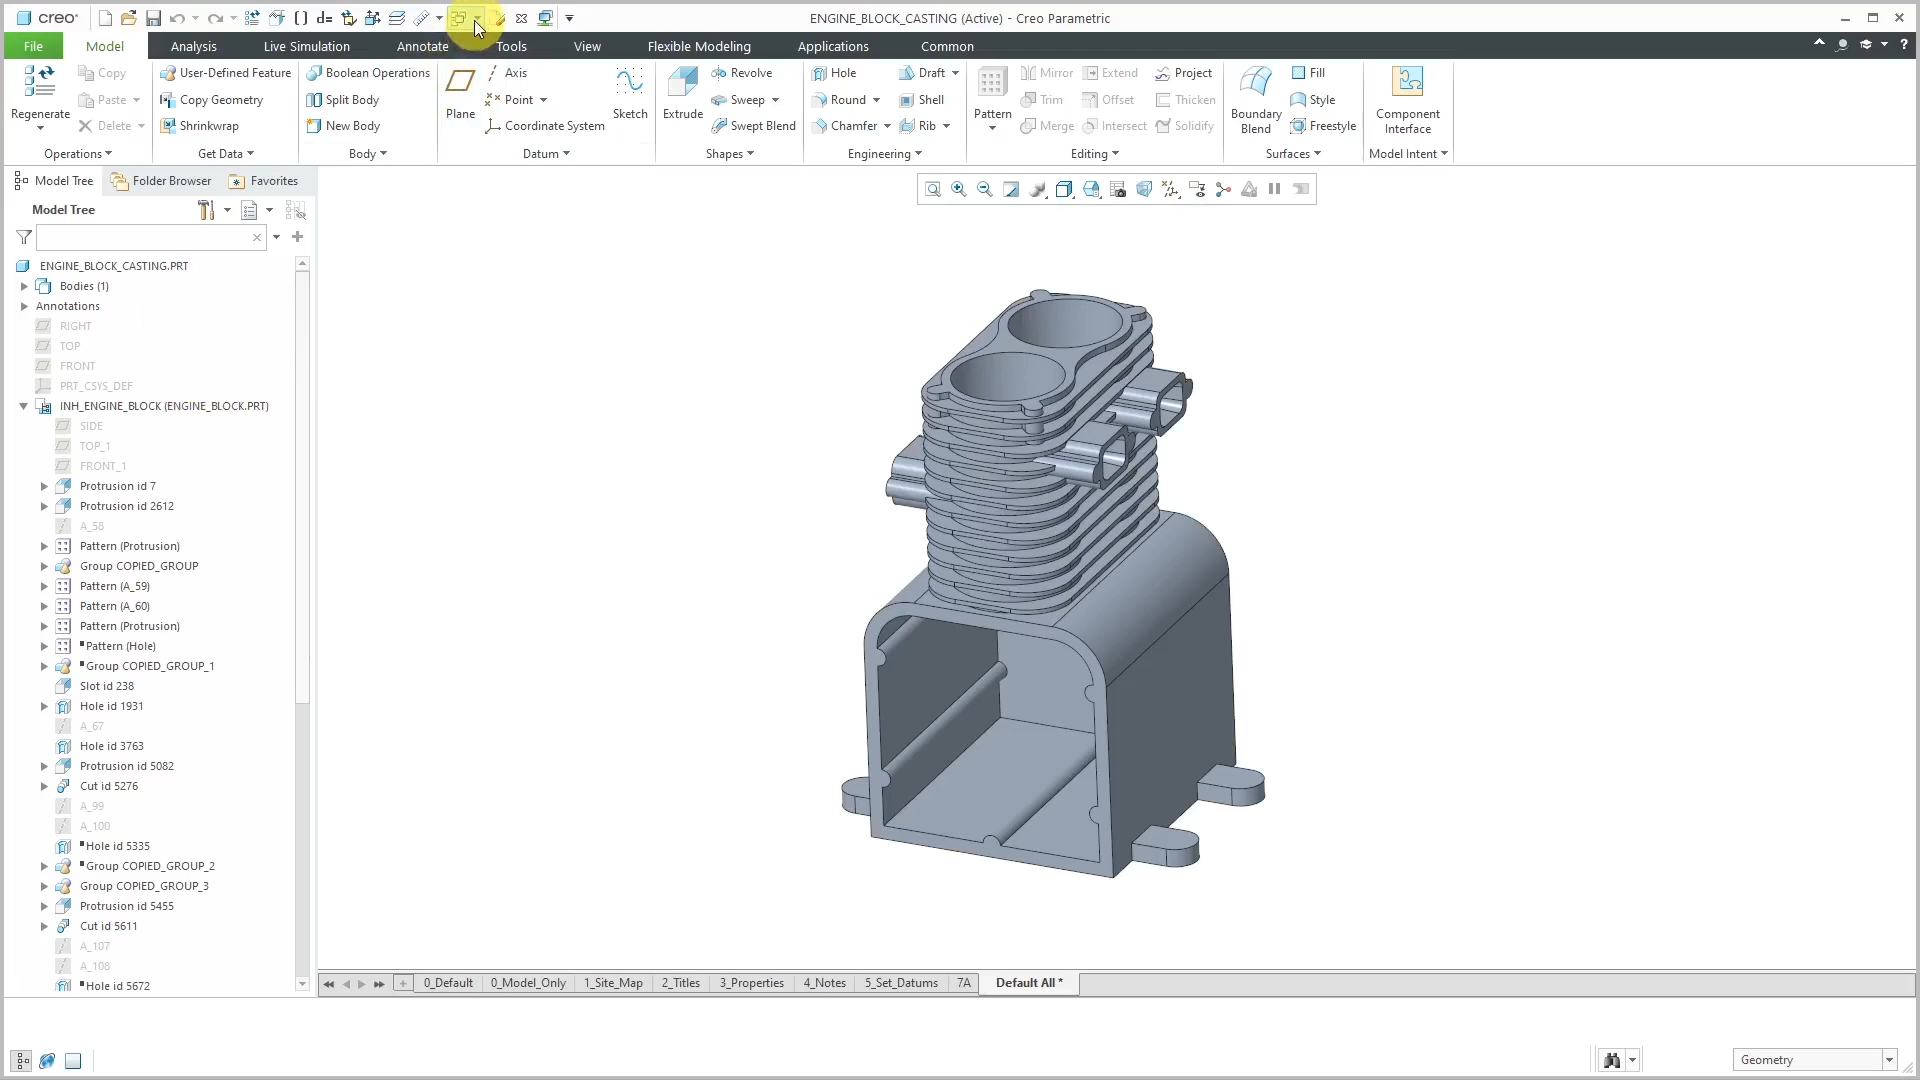 creo
ENGINE_BLOCK_CASTING (Active) - Creo Parametric
File Model Analysis Live Simulation Annotate Tools View Flexible Modeling Applications Common
Regenerate
Copy
Paste
Delete
Operations
User-Defined Feature
Copy Geometry
Shrinkwrap
Get Data
Boolean Operations
Split Body
New Body
Body
Plane
Axis
Point
Coordinate System
Sketch
Datum
Extrude
Revolve
Sweep
Swept Blend
Shapes
Hole
Round
Chamfer
Draft
Shell
Rib
Engineering
Pattern
Mirror
Trim
Merge
Extend
Offset
Intersect
Project
Thicken
Solidify
Editing
Boundary
Blend
Fill
Style
Freestyle
Surfaces
Component
Interface
Model Intent
Model Tree Folder Browser Favorites
Model Tree
ENGINE_BLOCK_CASTING.PRT
Bodies (1)
Annotations
RIGHT
TOP
FRONT
PRT_CSYS_DEF
INH_ENGINE_BLOCK (ENGINE_BLOCK.PRT)
SIDE
TOP_1
FRONT_1
Protrusion id 7
Protrusion id 2612
A_58
Pattern (Protrusion)
Group COPIED_GROUP
Pattern (A_59)
Pattern (A_60)
Pattern (Protrusion)
Pattern (Hole)
Group COPIED_GROUP_1
Slot id 238
Hole id 1931
A_67
Hole id 3763
Protrusion id 5082
Cut id 5276
A_99
A_100
Hole id 5335
Group COPIED_GROUP_2
Group COPIED_GROUP_3
Protrusion id 5455
Cut id 5611
A_107
A_108
Hole id 5672
0_Default 0_Model_Only 1_Site_Map 2_Titles 3_Properties 4_Notes 5_Set_Datums 7A Default All *
Geometry